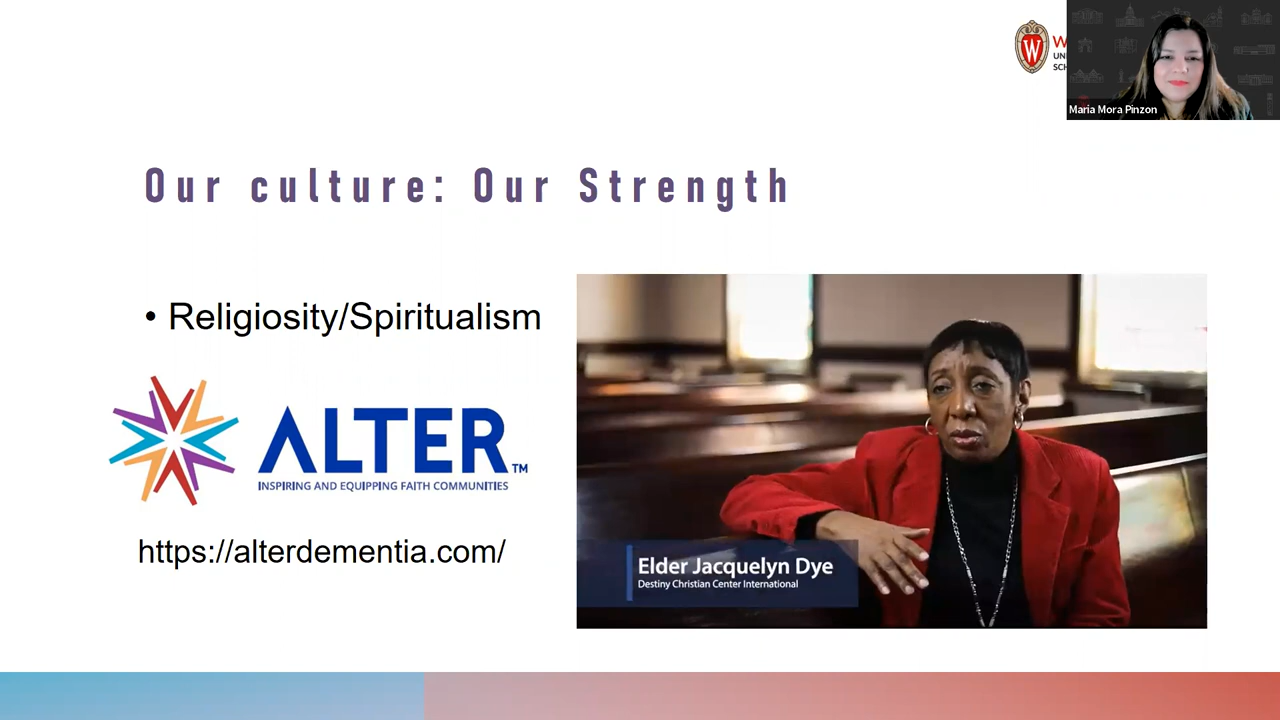 W
Maria Mora Pinzon
Our culture: Our Strength
• Religiosity/Spiritualism
ALTER™
INSPIRING AND EQUIPPING FAITH COMMUNITIES
https://alterdementia.com/
Elder Jacquelyn Dye
Destiny Christian Center International